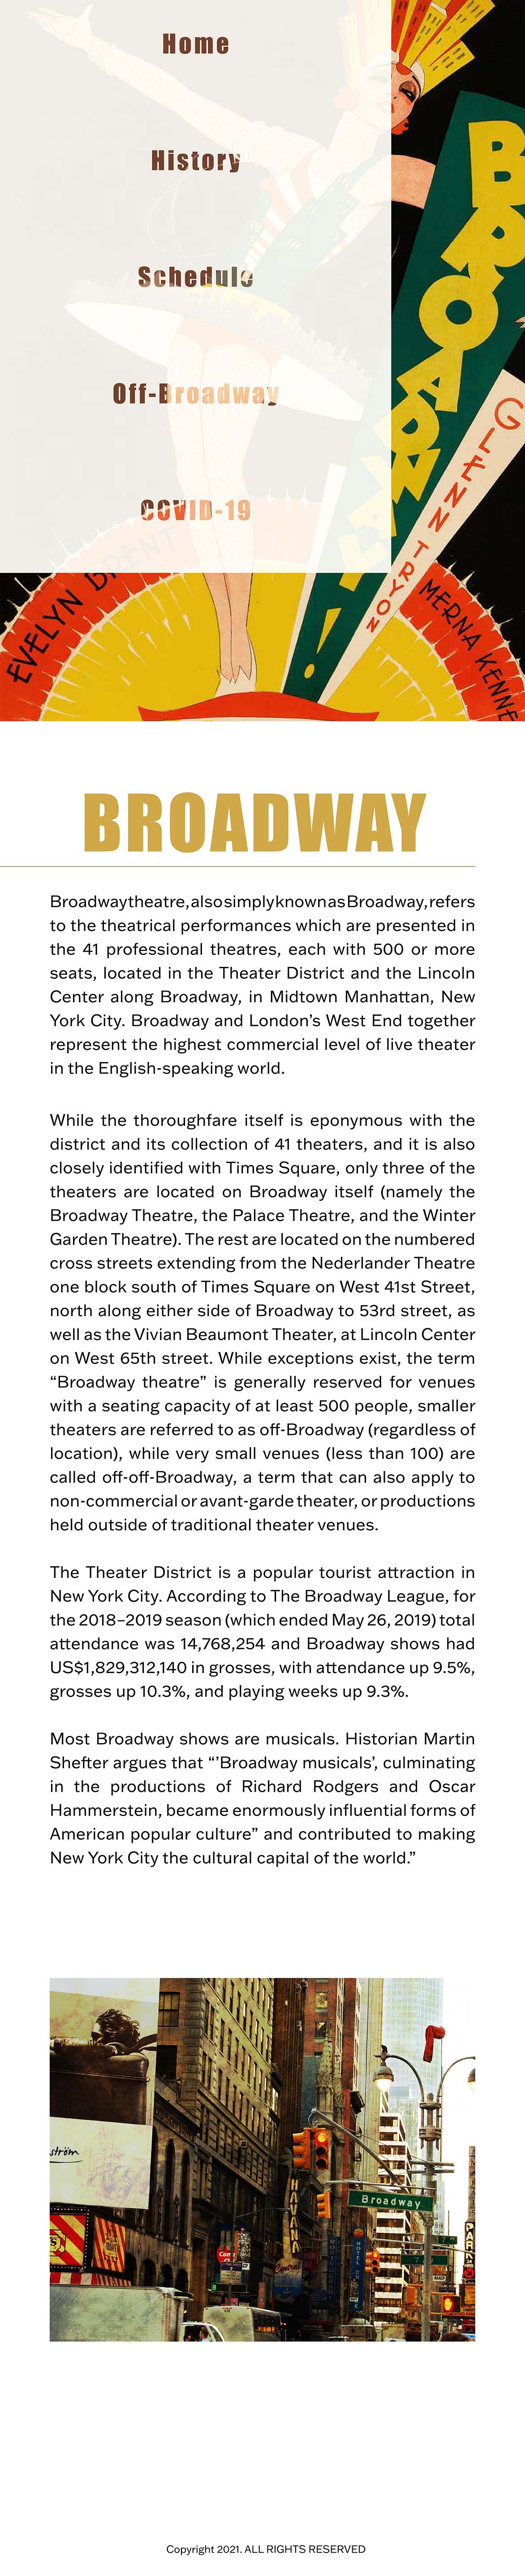 Home
History
Schedule
Off-Broadway
COVID-19
BROADWAY!
GLENN TRYON
EVELYN BRENT
MERNA KENNE
BROADWAY
Broadway theatre, also simply known as Broadway, refers
to the theatrical performances which are presented in
the 41 professional theatres, each with 500 or more
seats, located in the Theater District and the Lincoln
Center along Broadway, in Midtown Manhattan, New
York City. Broadway and London’s West End together
represent the highest commercial level of live theater
in the English-speaking world.
While the thoroughfare itself is eponymous with the
district and its collection of 41 theaters, and it is also
closely identified with Times Square, only three of the
theaters are located on Broadway itself (namely the
Broadway Theatre, the Palace Theatre, and the Winter
Garden Theatre). The rest are located on the numbered
cross streets extending from the Nederlander Theatre
one block south of Times Square on West 41st Street,
north along either side of Broadway to 53rd street, as
well as the Vivian Beaumont Theater, at Lincoln Center
on West 65th street. While exceptions exist, the term
“Broadway theatre” is generally reserved for venues
with a seating capacity of at least 500 people, smaller
theaters are referred to as off-Broadway (regardless of
location), while very small venues (less than 100) are
called off-off-Broadway, a term that can also apply to
non-commercial or avant-garde theater, or productions
held outside of traditional theater venues.
The Theater District is a popular tourist attraction in
New York City. According to The Broadway League, for
the 2018–2019 season (which ended May 26, 2019) total
attendance was 14,768,254 and Broadway shows had
US$1,829,312,140 in grosses, with attendance up 9.5%,
grosses up 10.3%, and playing weeks up 9.3%.
Most Broadway shows are musicals. Historian Martin
Shefter argues that “’Broadway musicals’, culminating
in the productions of Richard Rodgers and Oscar
Hammerstein, became enormously influential forms of
American popular culture” and contributed to making
New York City the cultural capital of the world.”
ström
Broadway
HAVANA
Central
HOTEL
PARK
Copyright 2021. ALL RIGHTS RESERVED